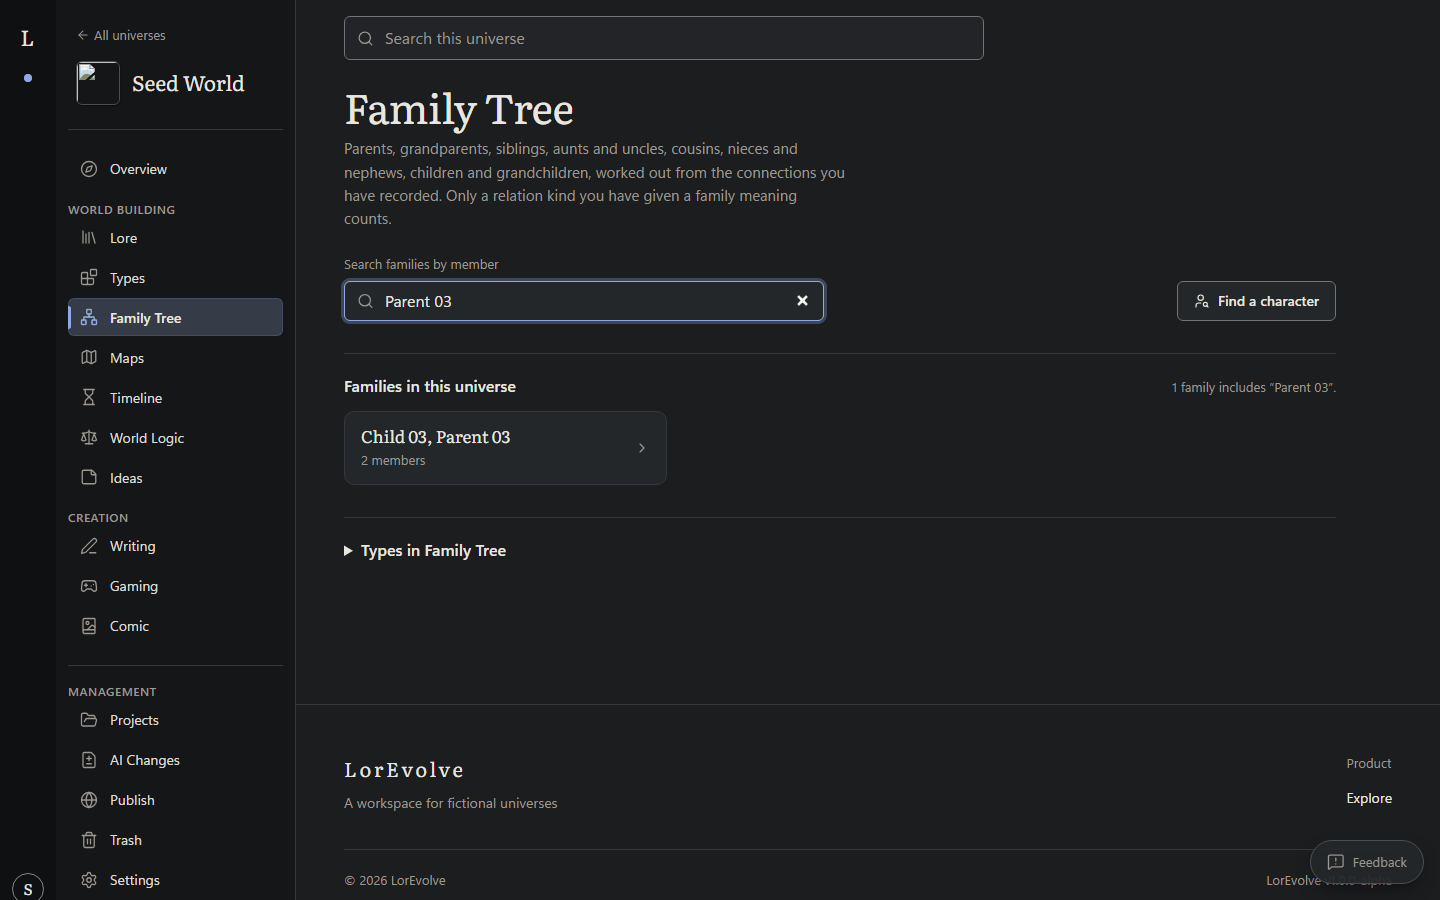 L
All universes
Seed World
Overview
WORLD BUILDING
Lore
Types
Family Tree
Maps
Timeline
World Logic
Ideas
CREATION
Writing
Gaming
Comic
MANAGEMENT
Projects
AI Changes
Publish
Trash
Settings
S
Search this universe
Family Tree
Parents, grandparents, siblings, aunts and uncles, cousins, nieces and
nephews, children and grandchildren, worked out from the connections you
have recorded. Only a relation kind you have given a family meaning
counts.
Search families by member
Parent 03
Find a character
Families in this universe
1 family includes “Parent 03”.
Child 03, Parent 03
2 members
Types in Family Tree
LorEvolve
A workspace for fictional universes
Product
Explore
Feedback
© 2026 LorEvolve
LorEvolve